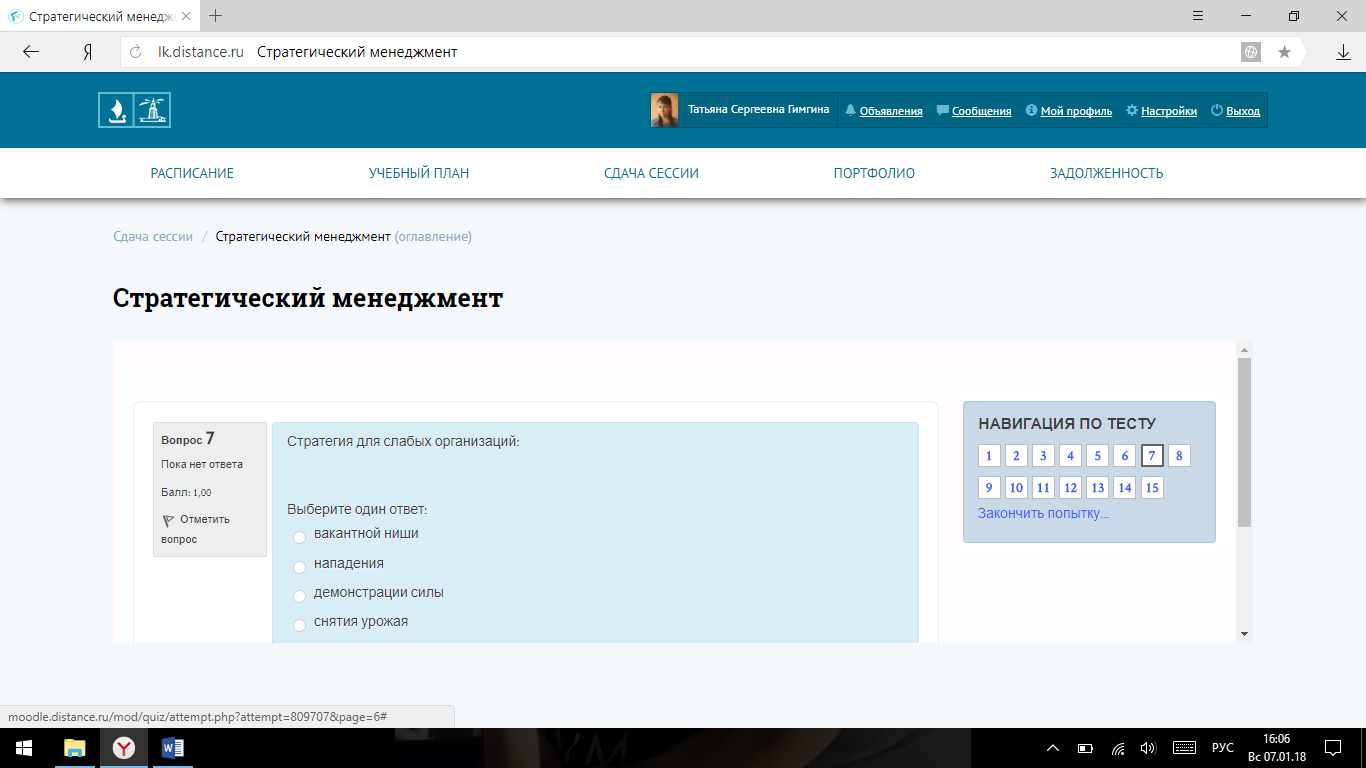 Стратегический менеджм
lk.distance.ru Стратегический менеджмент
Татьяна Сергеевна Гимгина Объявления Сообщения Мой профиль Настройки Выход
РАСПИСАНИЕ УЧЕБНЫЙ ПЛАН СДАЧА СЕССИИ ПОРТФОЛИО ЗАДОЛЖЕННОСТЬ
Сдача сессии / Стратегический менеджмент (оглавление)
Стратегический менеджмент
Вопрос 7
Пока нет ответа
Балл: 1,00
Отметить
вопрос
Стратегия для слабых организаций:
Выберите один ответ:
вакантной ниши
нападения
демонстрации силы
снятия урожая
НАВИГАЦИЯ ПО ТЕСТУ
1 2 3 4 5 6 7 8
9 10 11 12 13 14 15
Закончить попытку...
moodle.distance.ru/mod/quiz/attempt.php?attempt=809707&page=6#
РУС
16:06
Вс 07.01.18